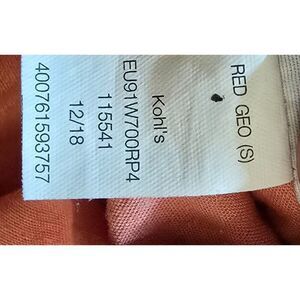 RED GEO (S)
Kohl's
EU91W700RP4
115541
12/18
400761593757